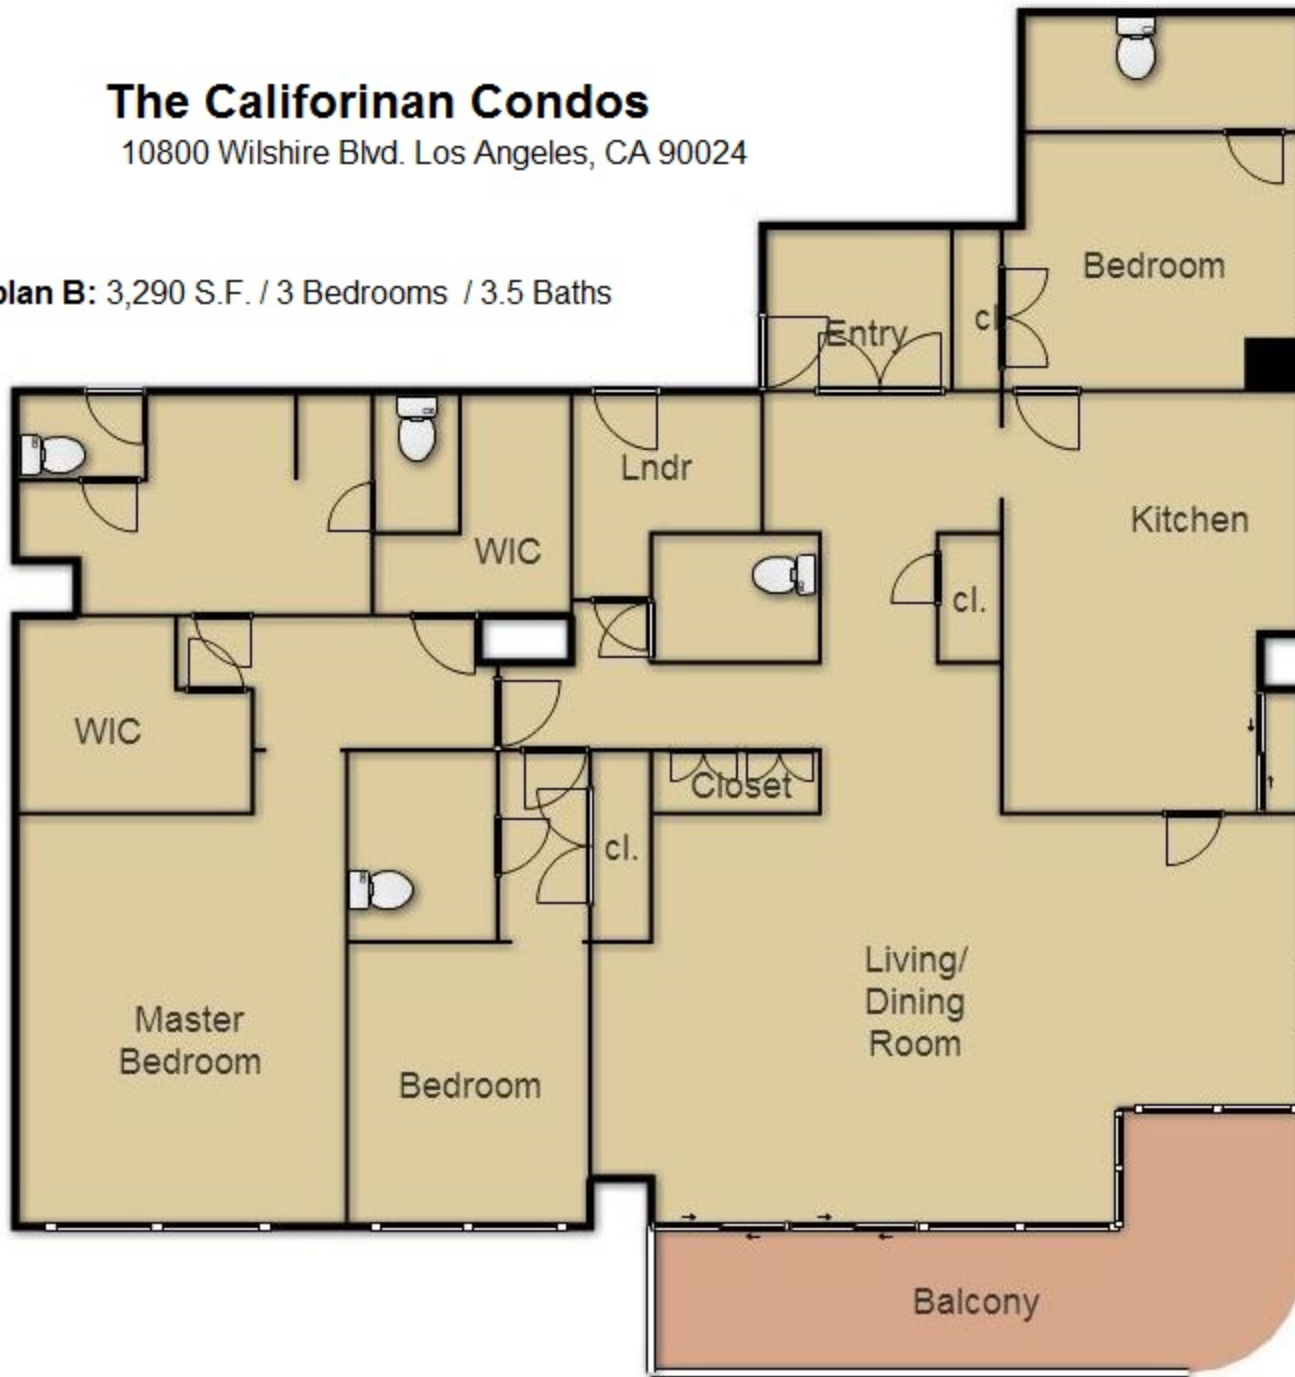 The Califorinan Condos
10800 Wilshire Blvd. Los Angeles, CA 90024
plan B: 3,290 S.F. / 3 Bedrooms / 3.5 Baths
Bedroom
Entry
cl
Lndr
Kitchen
WIC
cl.
WIC
Closet
cl.
Living/
Dining
Room
Master
Bedroom
Bedroom
Balcony